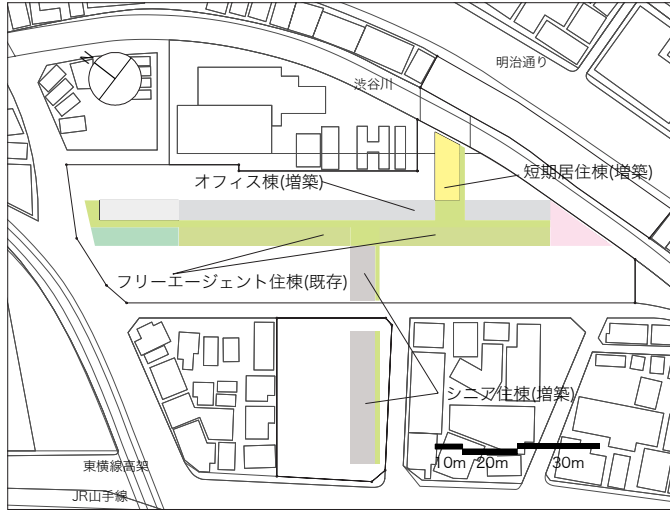 明治通り
N
渋谷川
短期居住棟(増築)
オフィス棟(増築)
フリーエージェント住棟(既存)
シニア住棟(増築)
東横線高架
10m 20m 30m
JR山手線